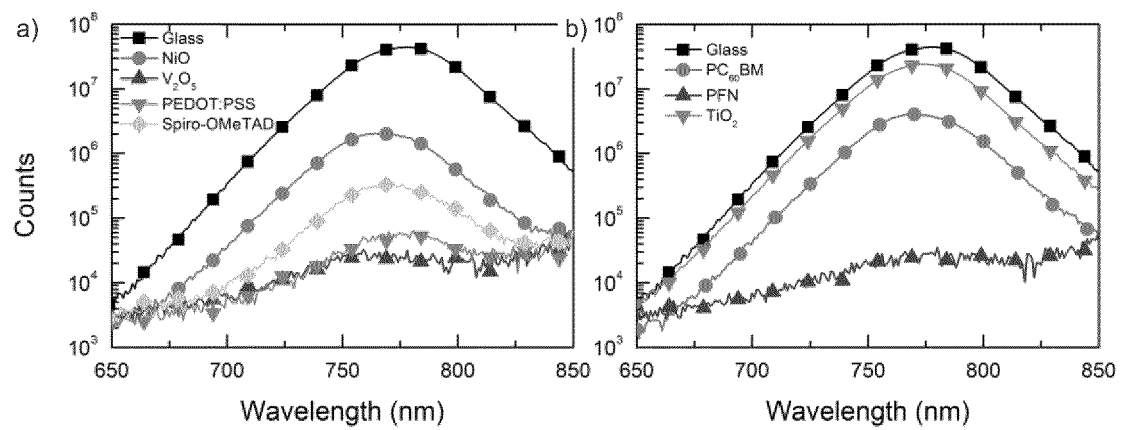 a)
Counts
10^8
10^7
10^6
10^5
10^4
10^3
Glass
NiO
V₂O₅
PEDOT:PSS
Spiro-OMeTAD
650 700 750 800 850
Wavelength (nm)
b)
10^8
10^7
10^6
10^5
10^4
10^3
Glass
PC₆₀BM
PFN
TiO₂
650 700 750 800 850
Wavelength (nm)